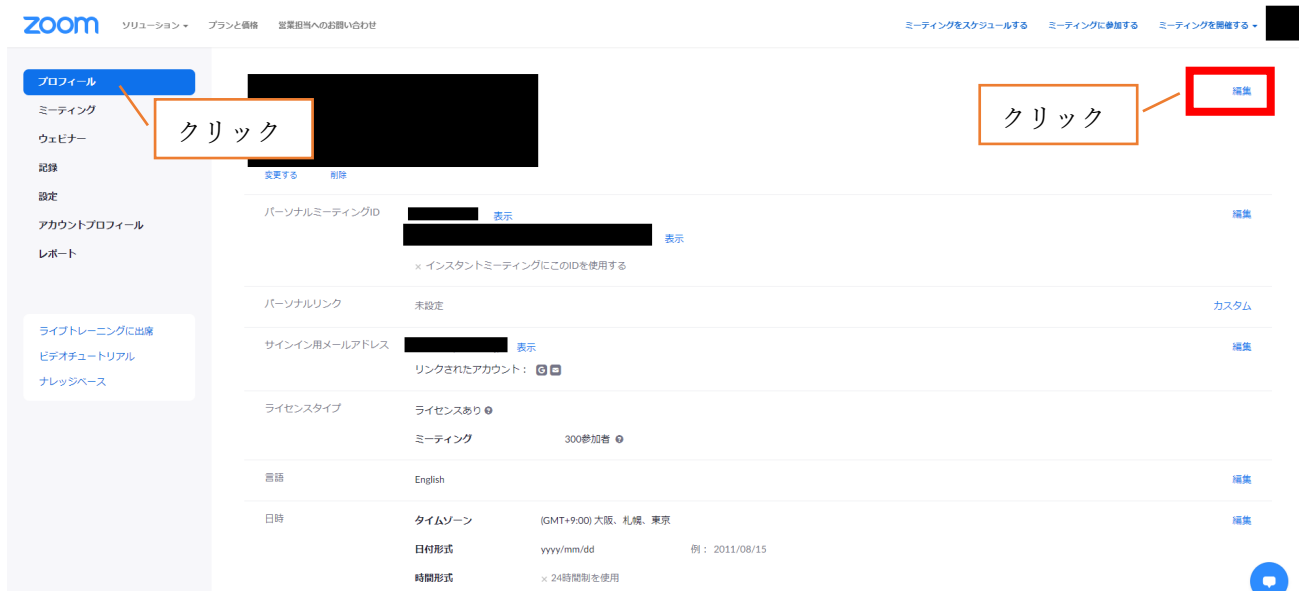 zoom ソリューション プランと価格 営業担当へのお問い合わせ ミーティングをスケジュールする ミーティングに参加する ミーティングを開催する
プロフィール
ミーティング
ウェビナー
記録
設定
アカウントプロフィール
レポート
ライブトレーニングに出席
ビデオチュートリアル
ナレッジベース
クリック
クリック
編集
変更する 削除
パーソナルミーティングID 表示 編集
表示
× インスタントミーティングにこのIDを使用する
パーソナルリンク 未設定 カスタム
サインイン用メールアドレス 表示 編集
リンクされたアカウント： G
ライセンスタイプ ライセンスあり ?
ミーティング 300参加者 ?
言語 English 編集
日時 タイムゾーン (GMT+9:00) 大阪、札幌、東京 編集
日付形式 yyyy/mm/dd 例： 2011/08/15
時間形式 × 24時間制を使用